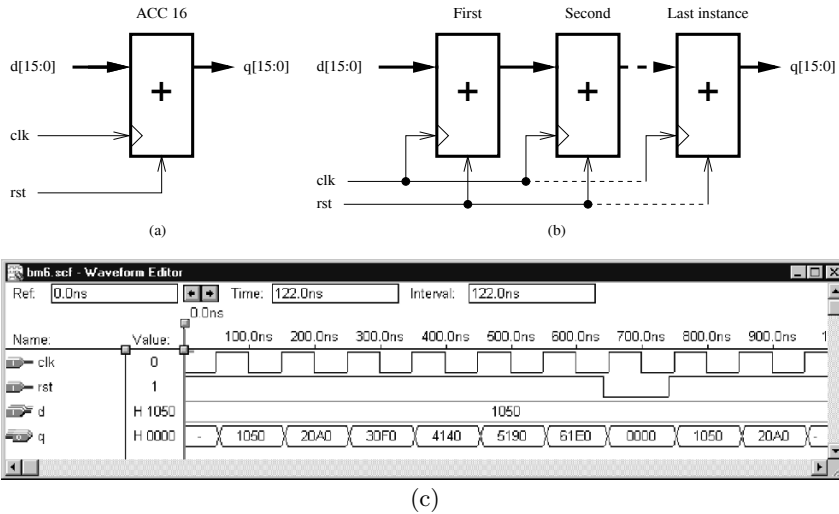 ACC 16
First Second Last instance
d[15:0] q[15:0] d[15:0] q[15:0]
+ + + +
clk
clk
rst
rst
(a) (b)
bm6.scf - Waveform Editor
Ref: 0.0ns Time: 122.0ns Interval: 122.0ns
0.0ns
Name: Value: 100.0ns 200.0ns 300.0ns 400.0ns 500.0ns 600.0ns 700.0ns 800.0ns 900.0ns 1
clk 0
rst 1
d H 1050 1050
q H 0000 - 1050 20A0 30F0 4140 5190 61E0 0000 1050 20A0 -
(c)